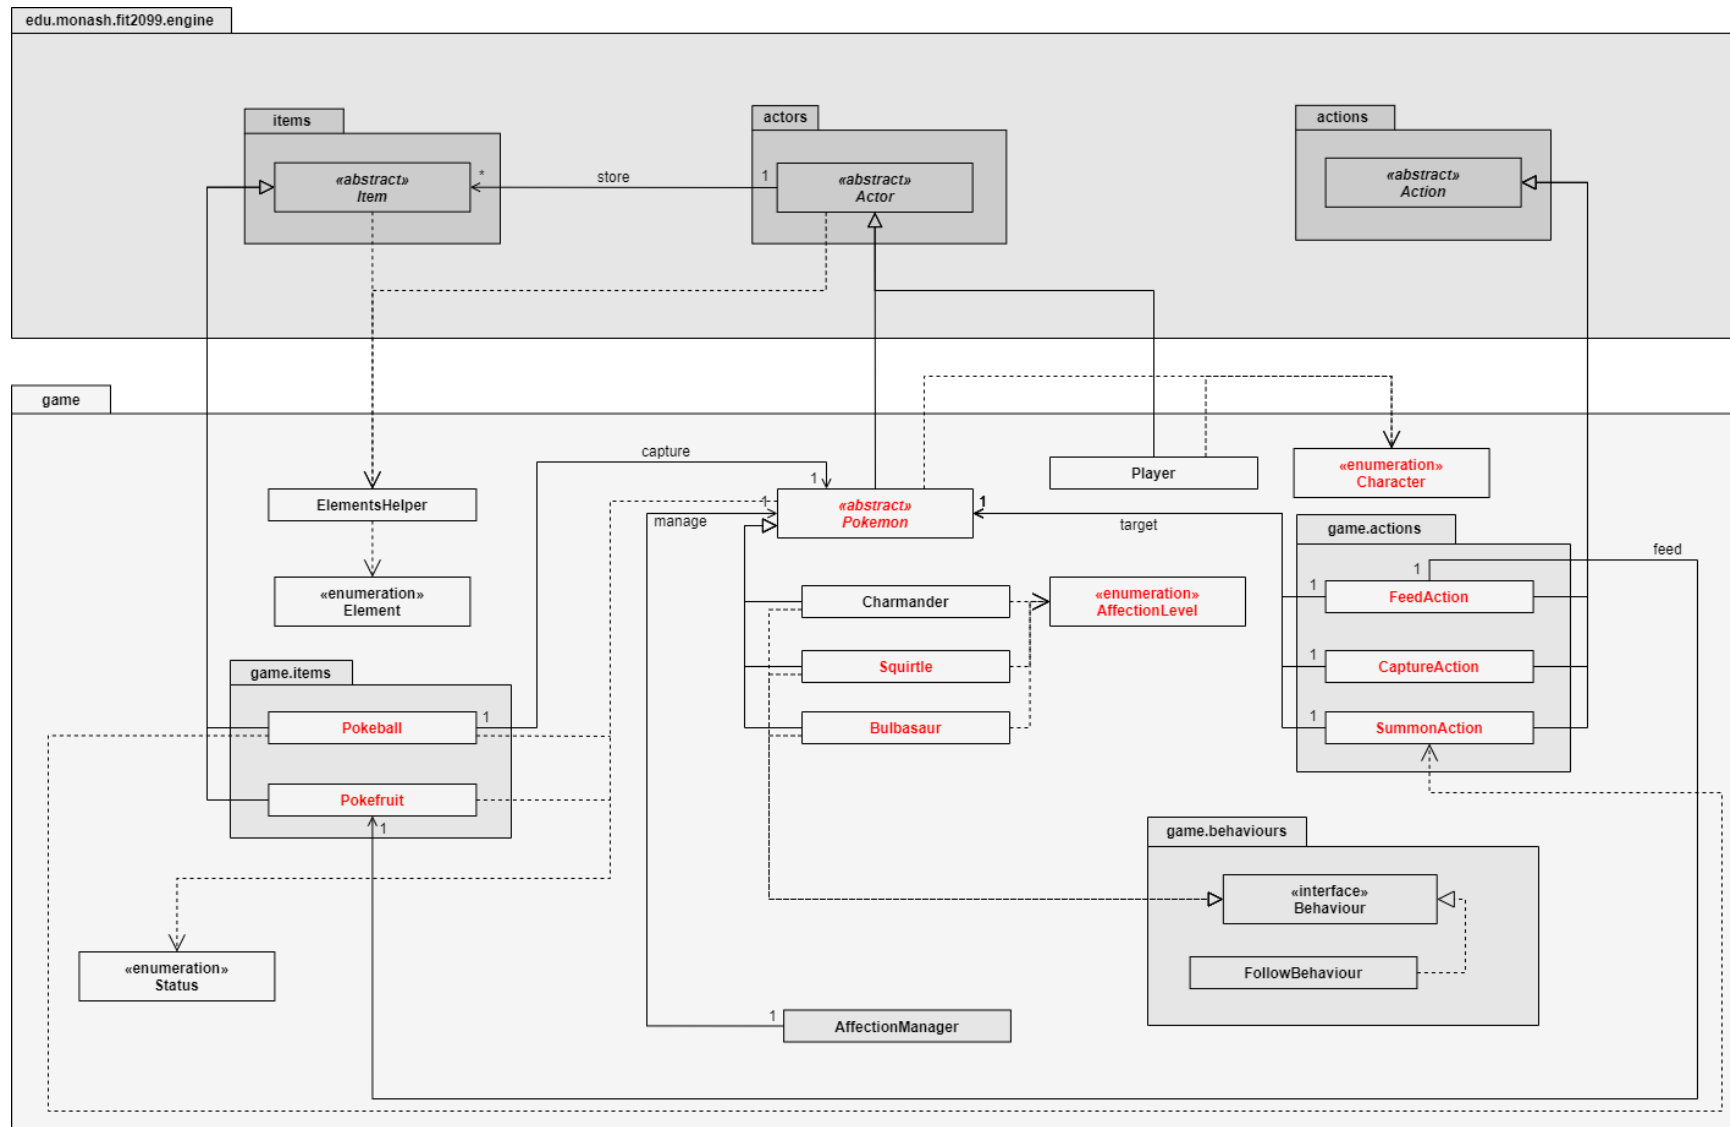 edu.monash.fit2099.engine
items
actors
actions
«abstract»
Item
*
store
1
«abstract»
Actor
«abstract»
Action
game
capture
1
Player
«enumeration»
Character
ElementsHelper
1
manage
«abstract»
Pokemon
1
target
game.actions
feed
«enumeration»
Element
Charmander
«enumeration»
AffectionLevel
1
1
FeedAction
game.items
Squirtle
1
CaptureAction
Pokeball
1
Bulbasaur
1
SummonAction
Pokefruit
1
game.behaviours
«interface»
Behaviour
«enumeration»
Status
FollowBehaviour
1
AffectionManager
1